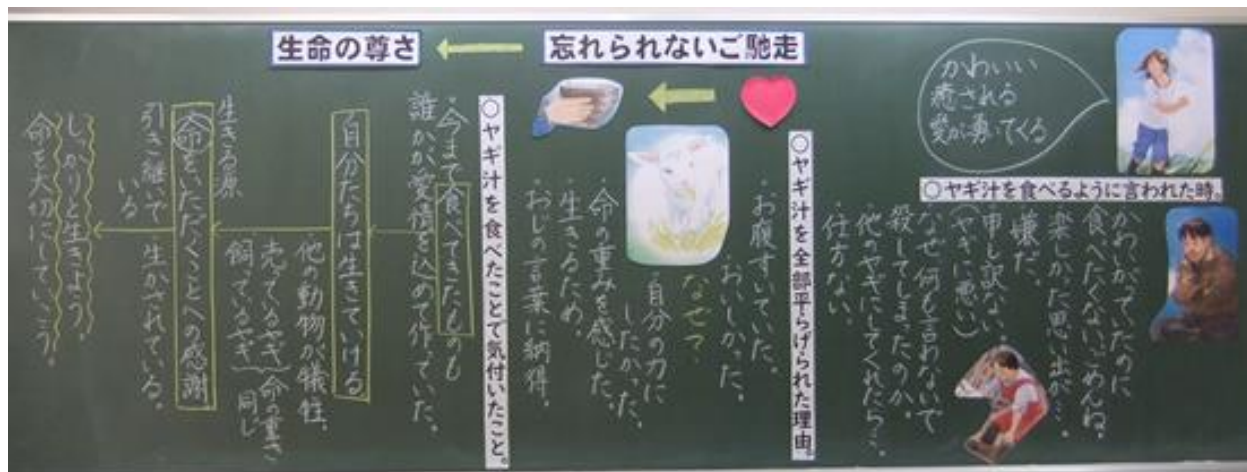 忘れられないご馳走
生命の尊さ
かわいい
癒される
愛が湧いてくる
○ヤギ汁を食べるように言われた時。
かわいがっていたのに
食べたくない、ごめんね。
楽しかった思い出が…。
嫌だ。
申し訳ない、
(ヤギに悪い)
なぜ何も言わないで
殺してしまったのか。
他のヤギにしてくれたら…。
仕方ない。
○ヤギ汁を全部平らげられた理由。
・お腹すいていた。
おいしかった。
なぜ?
自分の力に
したかった。
命の重みを感じた。
生きるため。
おじの言葉に納得。
○ヤギ汁を食べたことで気付いたこと。
・今まで食べてきたものも
誰かが愛情を込めて作っていた。
自分たちは生きていける
他の動物が犠牲。
売ってるヤギ
飼ってるヤギ
命の重さ
同じ
生きる源
命をいただくことへの感謝
引き継いで生かされている。
いる
しっかりと生きよう。
命を大切にしていこう。